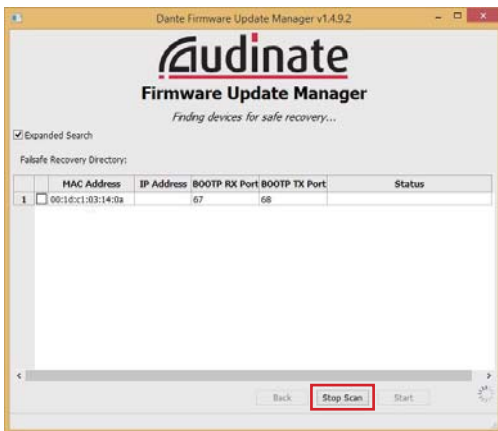 Dante Firmware Update Manager v1.4.9.2
Audinate
Firmware Update Manager
Finding devices for safe recovery...
Expanded Search
Failsafe Recovery Directory:
MAC Address IP Address BOOTP RX Port BOOTP TX Port Status
1 00:1d:c1:03:14:0a 67 68
Back Stop Scan Start